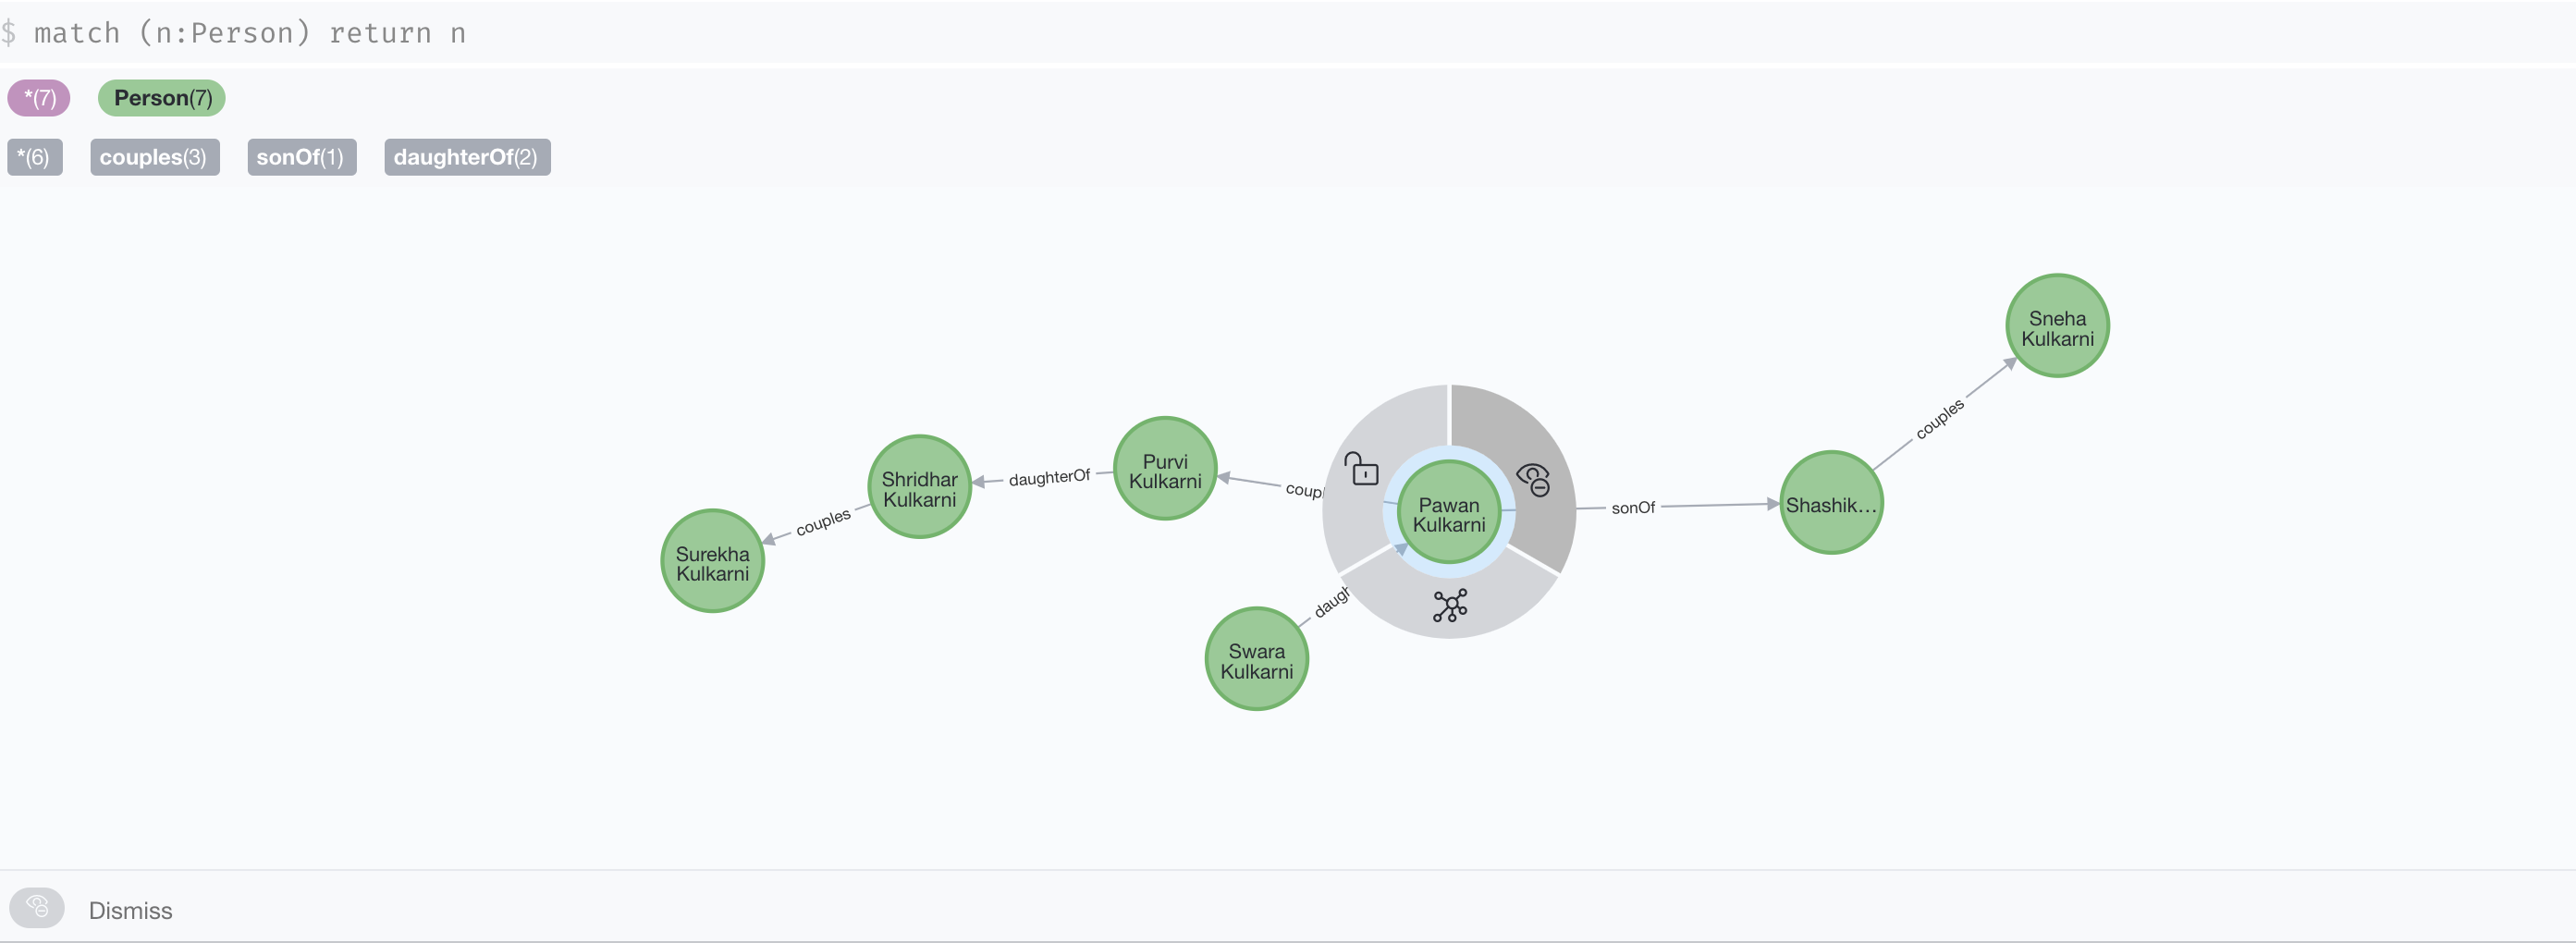 $ match (n:Person) return n
*(7) Person(7)
*(6) couples(3) sonOf(1) daughterOf(2)
Sneha
Kulkarni
couples
Purvi
Kulkarni
Shridhar
Kulkarni
daughterOf
coupl
Pawan
Kulkarni
sonOf
Shashik...
couples
Surekha
Kulkarni
daugh
Swara
Kulkarni
Dismiss